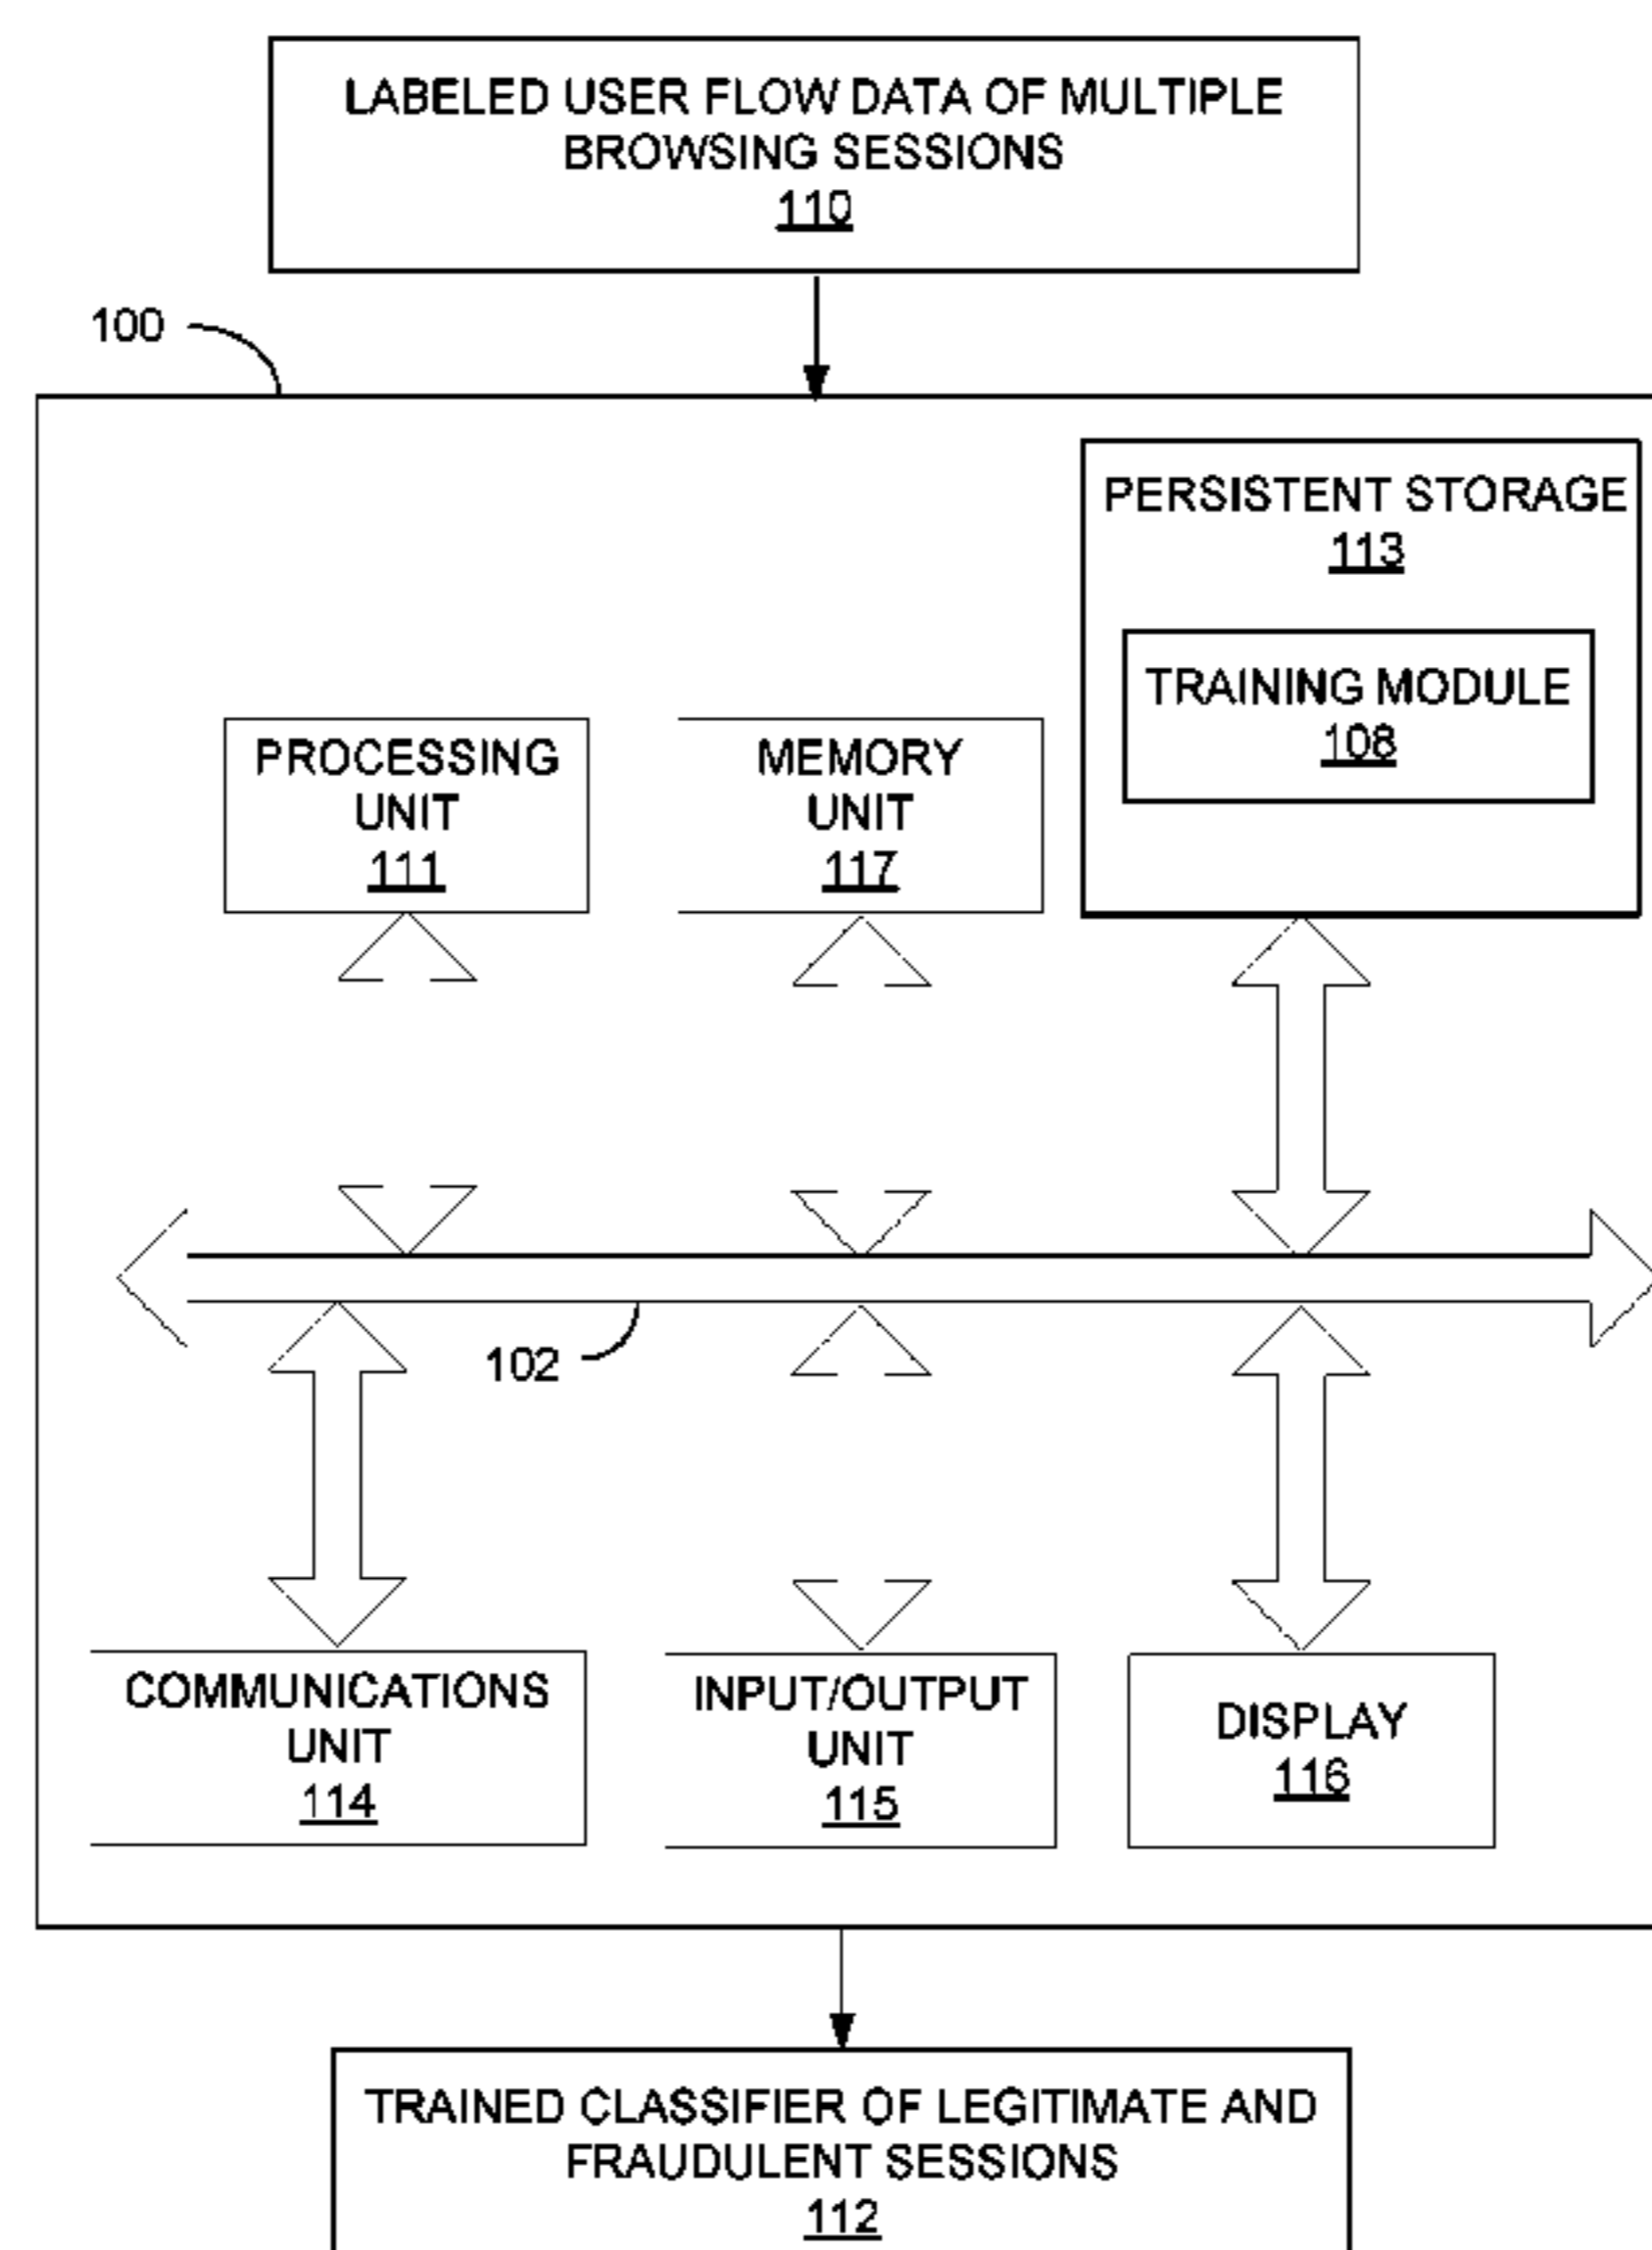 LABELED USER FLOW DATA OF MULTIPLE
BROWSING SESSIONS
110
100
PERSISTENT STORAGE
113
TRAINING MODULE
108
PROCESSING
UNIT
111
MEMORY
UNIT
117
102
COMMUNICATIONS
UNIT
114
INPUT/OUTPUT
UNIT
115
DISPLAY
116
TRAINED CLASSIFIER OF LEGITIMATE AND
FRAUDULENT SESSIONS
112